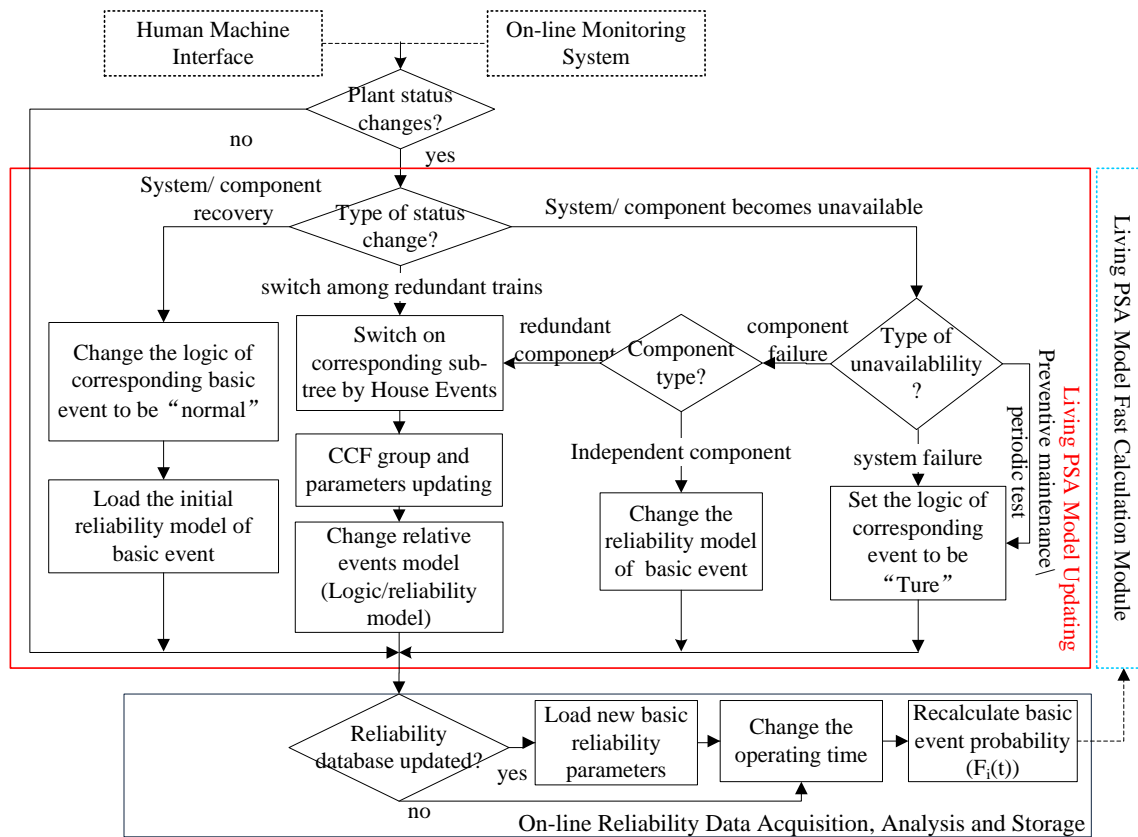 Human Machine
Interface
On-line Monitoring
System
Plant status
changes?
no
yes
System/ component
recovery
Type of status
change?
System/ component becomes unavailable
switch among redundant trains
Change the logic of
corresponding basic
event to be “normal”
Load the initial
reliability model of
basic event
Switch on
corresponding sub-
tree by House Events
CCF group and
parameters updating
Change relative
events model
(Logic/reliability
model)
redundant
component
Component
type?
component
failure
Type of
unavailablility
?
Independent component
Change the
reliability model
of basic event
system failure
Set the logic of
corresponding
event to be
“Ture”
Preventive maintenance\
periodic test
Living PSA Model Updating
Living PSA Model Fast Calculation Module
Reliability
database updated?
yes
no
Load new basic
reliability
parameters
Change the
operating time
Recalculate basic
event probability
(Fi(t))
On-line Reliability Data Acquisition, Analysis and Storage